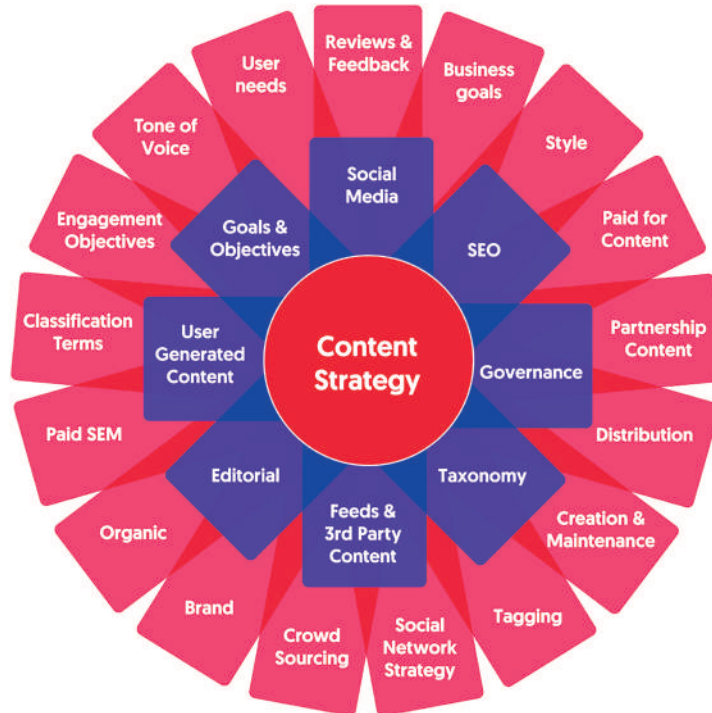 Reviews &
Feedback
Business
goals
Style
Paid for
Content
Partnership
Content
Distribution
Creation &
Maintenance
Tagging
Social
Network
Strategy
Crowd
Sourcing
Brand
Organic
Paid SEM
Classification
Terms
Engagement
Objectives
Tone of
Voice
User
needs
Social
Media
SEO
Governance
Taxonomy
Feeds &
3rd Party
Content
Editorial
User
Generated
Content
Goals &
Objectives
Content
Strategy